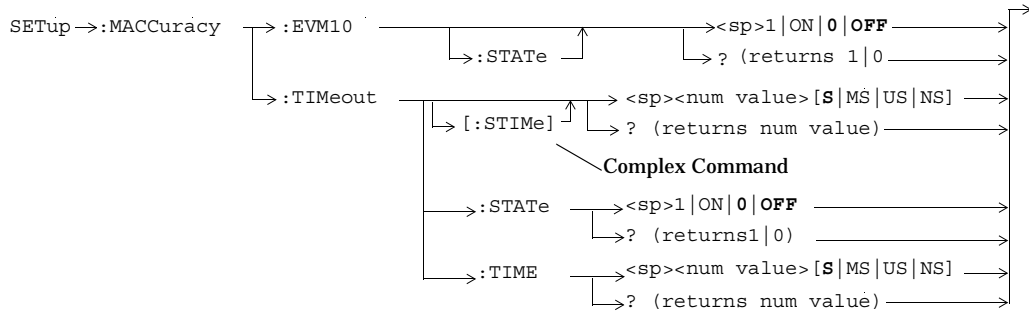 SETup :MACCuracy :EVM10 <sp>1|ON|0|OFF
:STATe ? (returns 1|0
:TIMeout <sp><num value>[S|MS|US|NS]
[:STIMe] ? (returns num value)
Complex Command
:STATe <sp>1|ON|0|OFF
? (returns1|0)
:TIME <sp><num value>[S|MS|US|NS]
? (returns num value)